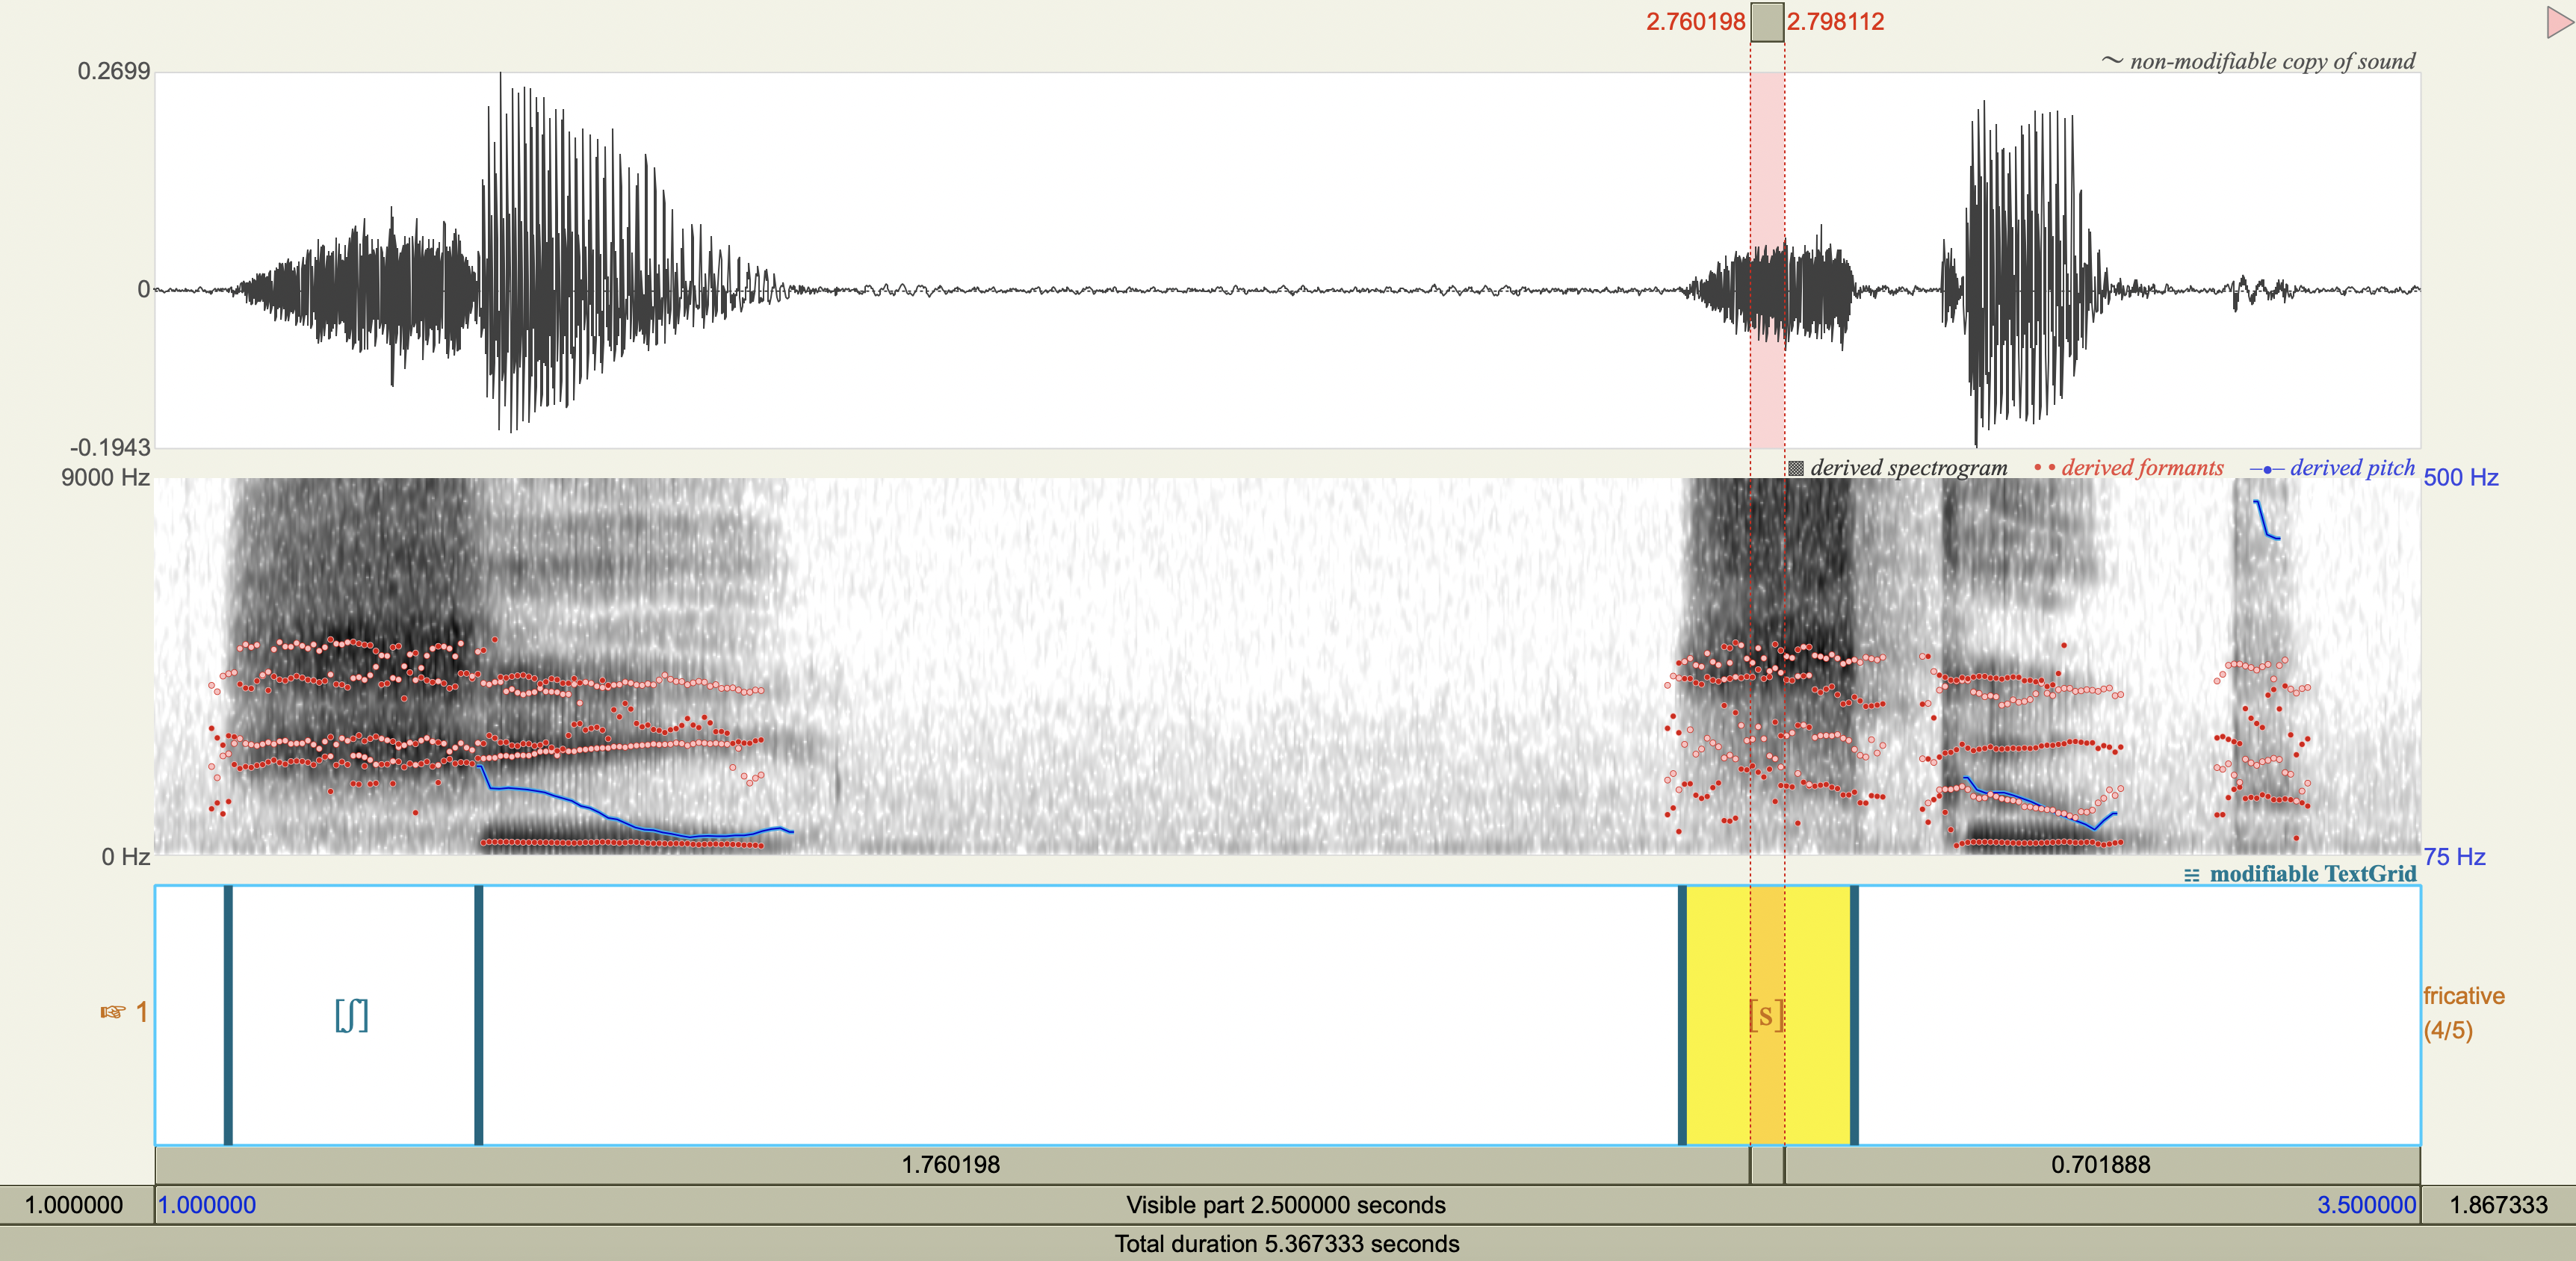 2.760198 2.798112
0.2699
~ non-modifiable copy of sound
0
-0.1943
9000 Hz
derived spectrogram derived formants derived pitch
500 Hz
0 Hz
75 Hz
modifiable TextGrid
☞ 1
[ʃ]
[s]
fricative
(4/5)
1.760198 0.701888
1.000000 1.000000 Visible part 2.500000 seconds 3.500000 1.867333
Total duration 5.367333 seconds